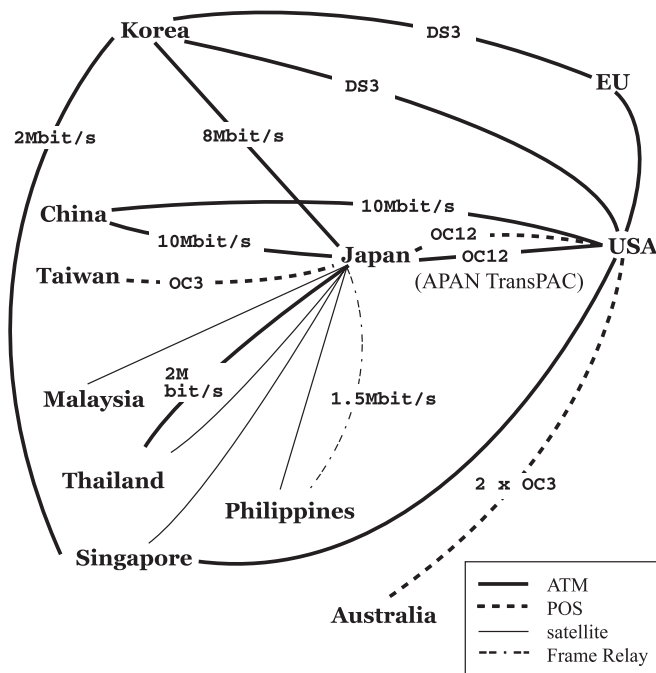 Korea
DS3
EU
DS3
2Mbit/s
8Mbit/s
China
10Mbit/s
10Mbit/s
OC12
USA
Japan
OC12
Taiwan
OC3
(APAN TransPAC)
2M
bit/s
Malaysia
1.5Mbit/s
Thailand
2 x OC3
Philippines
Singapore
Australia
ATM
POS
satellite
Frame Relay